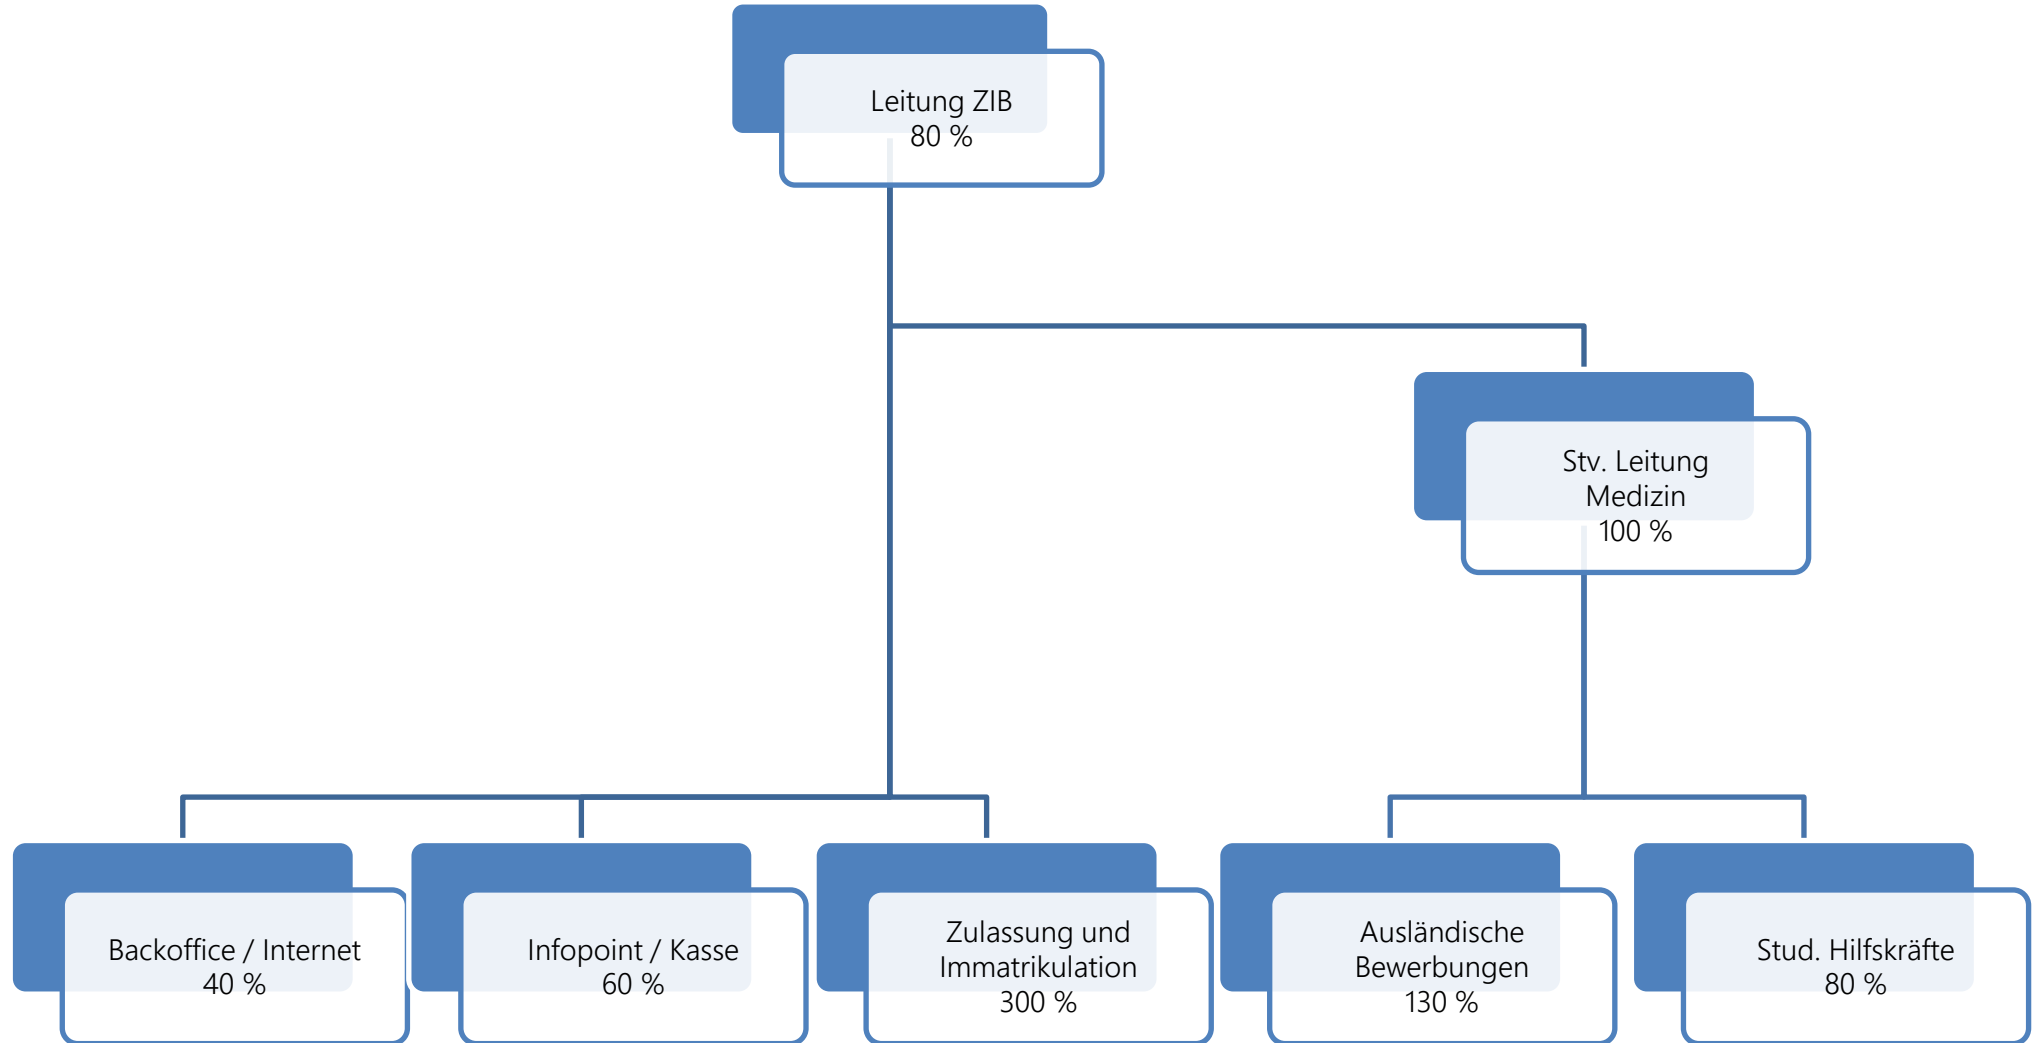 Leitung ZIB
80 %
Stv. Leitung
Medizin
100 %
Backoffice / Internet
40 %
Infopoint / Kasse
60 %
Zulassung und
Immatrikulation
300 %
Ausländische
Bewerbungen
130 %
Stud. Hilfskräfte
80 %